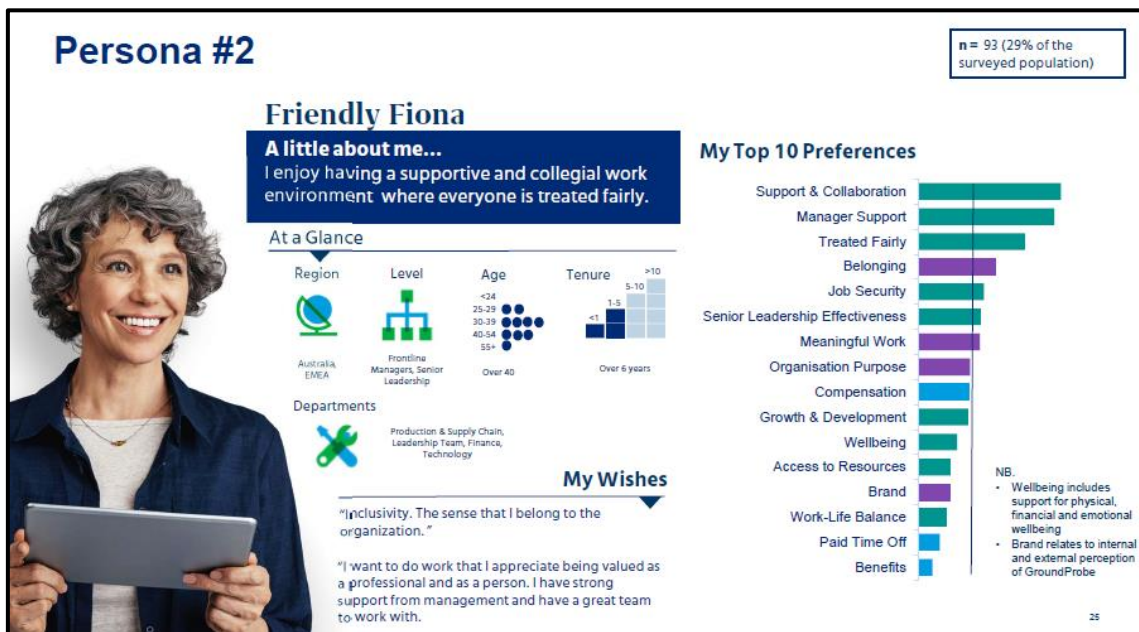 Persona #2
n = 93 (29% of the
surveyed population)
Friendly Fiona
A little about me...
I enjoy having a supportive and collegial work
environment where everyone is treated fairly.
At a Glance
Region
Level
Age
Tenure
<24
25-29
30-39
40-54
55+
<1
1-5
5-10
>10
Australia,
EMEA
Frontline
Managers, Senior
Leadership
Over 40
Over 6 years
Departments
Production & Supply Chain,
Leadership Team, Finance,
Technology
My Wishes
"Inclusivity. The sense that I belong to the
organization. "
"I want to do work that I appreciate being valued as
a professional and as a person. I have strong
support from management and have a great team
to work with.
My Top 10 Preferences
Support & Collaboration
Manager Support
Treated Fairly
Belonging
Job Security
Senior Leadership Effectiveness
Meaningful Work
Organisation Purpose
Compensation
Growth & Development
Wellbeing
Access to Resources
Brand
Work-Life Balance
Paid Time Off
Benefits
NB.
• Wellbeing includes
support for physical,
financial and emotional
wellbeing
• Brand relates to internal
and external perception
of GroundProbe
25